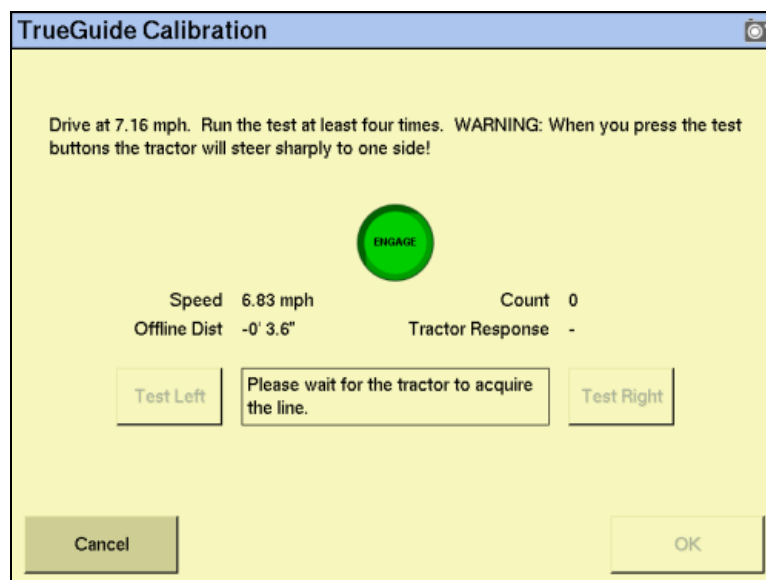 TrueGuide Calibration
Drive at 7.16 mph.  Run the test at least four times.  WARNING: When you press the test
buttons the tractor will steer sharply to one side!
ENGAGE
Speed 6.83 mph Count 0
Offline Dist -0' 3.6" Tractor Response -
Test Left
Please wait for the tractor to acquire
the line.
Test Right
Cancel OK